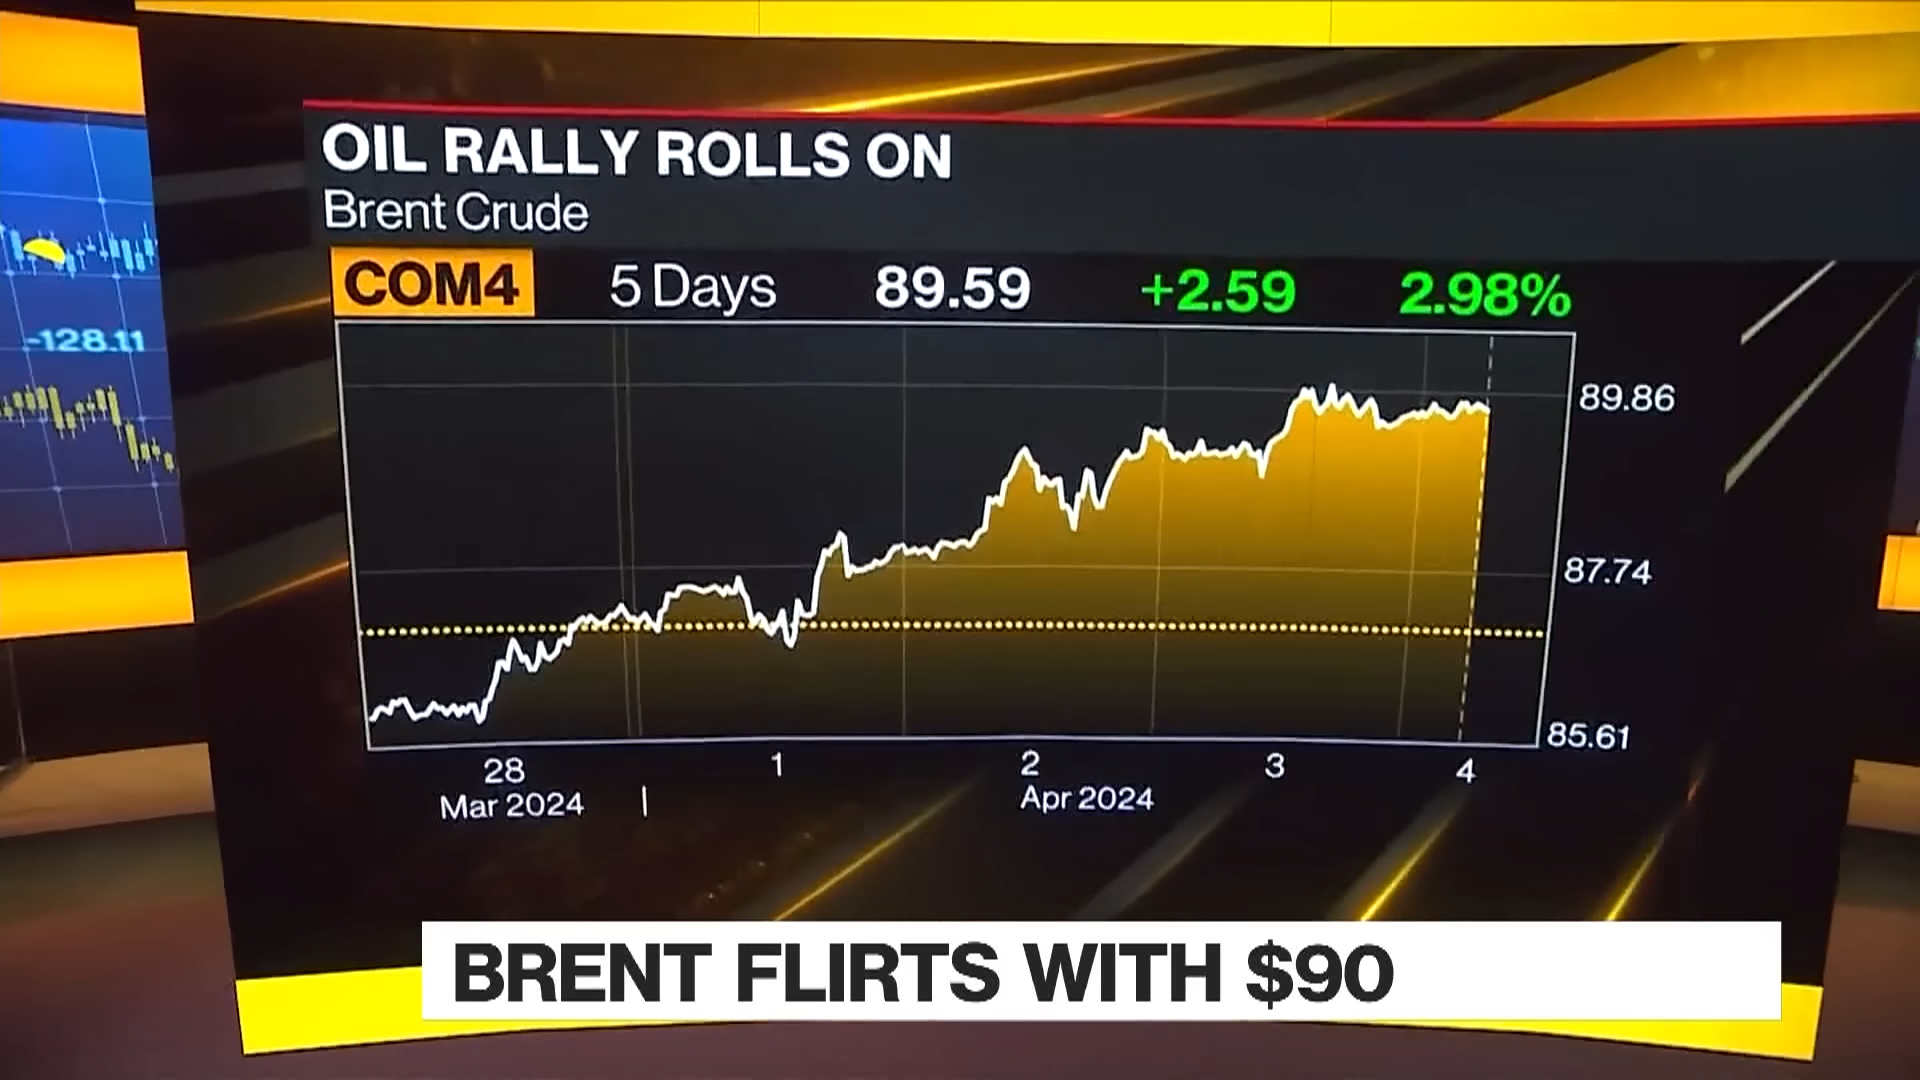 OIL RALLY ROLLS ON
Brent Crude
COM4 5 Days 89.59 +2.59 2.98%
-128.11
89.86
87.74
85.61
28 1 2 3 4
Mar 2024 | Apr 2024
BRENT FLIRTS WITH $90